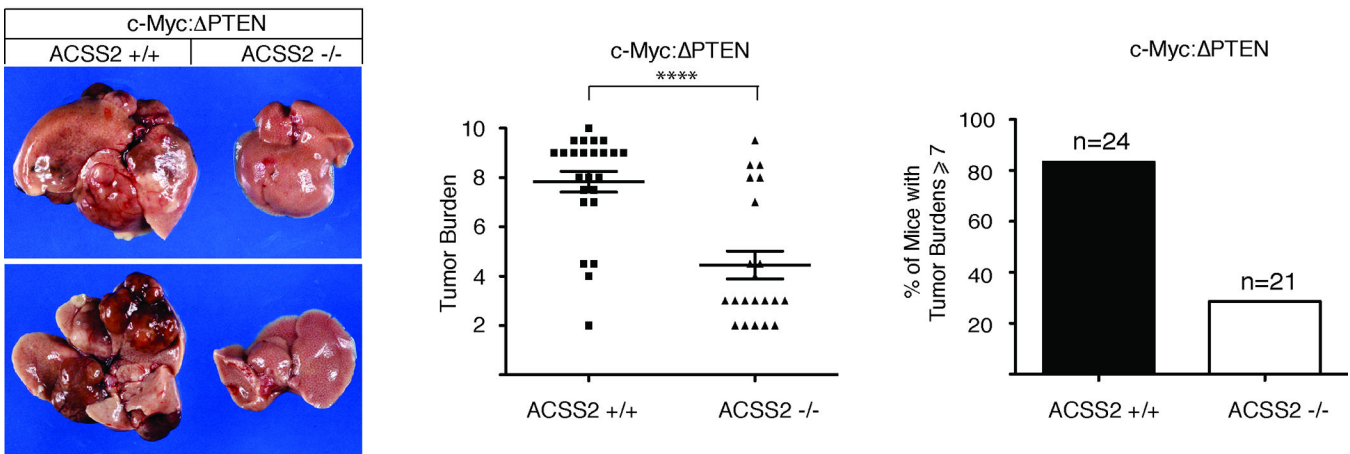 c-Myc:ΔPTEN
ACSS2 +/+ ACSS2 -/-
c-Myc:ΔPTEN
****
Tumor Burden
10
8
6
4
2
ACSS2 +/+ ACSS2 -/-
c-Myc:ΔPTEN
% of Mice with
Tumor Burdens ⩾ 7
100
80
60
40
20
n=24
n=21
ACSS2 +/+ ACSS2 -/-